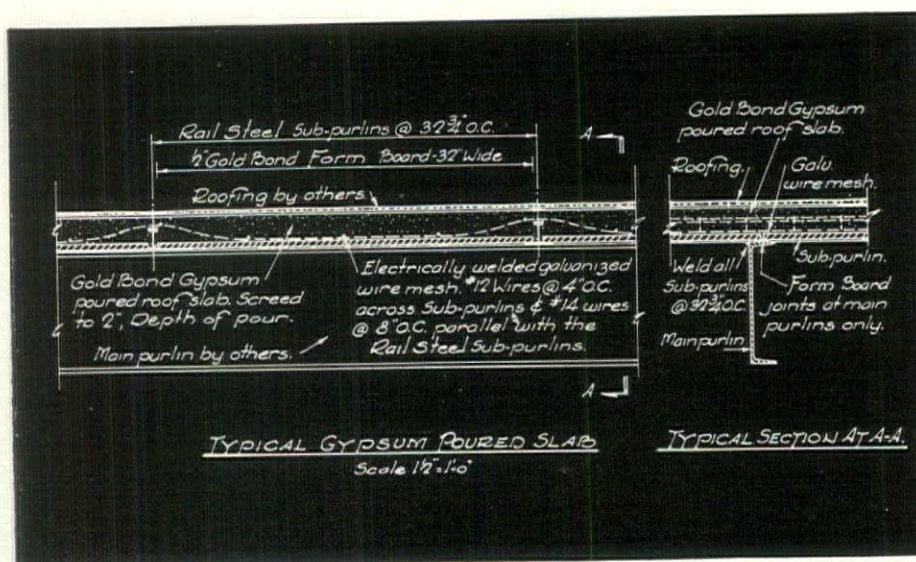 Rail Steel Sub-purlins @ 32¾" O.C.
½" Gold Bond Form Board-32" Wide
Roofing by others
Gold Bond Gypsum
poured roof slab. Screed
to 2", Depth of pour.
Electrically welded galvanized
wire mesh. #12 Wires @ 4" O.C.
across Sub-purlins & #14 wires
@ 8" O.C. parallel with the
Rail Steel Sub-purlins.
Main purlin by others.
A
A
TYPICAL GYPSUM POURED SLAB
Scale 1½"=1'-0"
Gold Bond Gypsum
poured roof slab.
Roofing.
Galv.
wire mesh.
Weld all
Sub-purlins
@ 32¾" O.C.
Sub-purlin.
Form Board
joints at main
purlins only.
Main purlin
TYPICAL SECTION AT A-A.